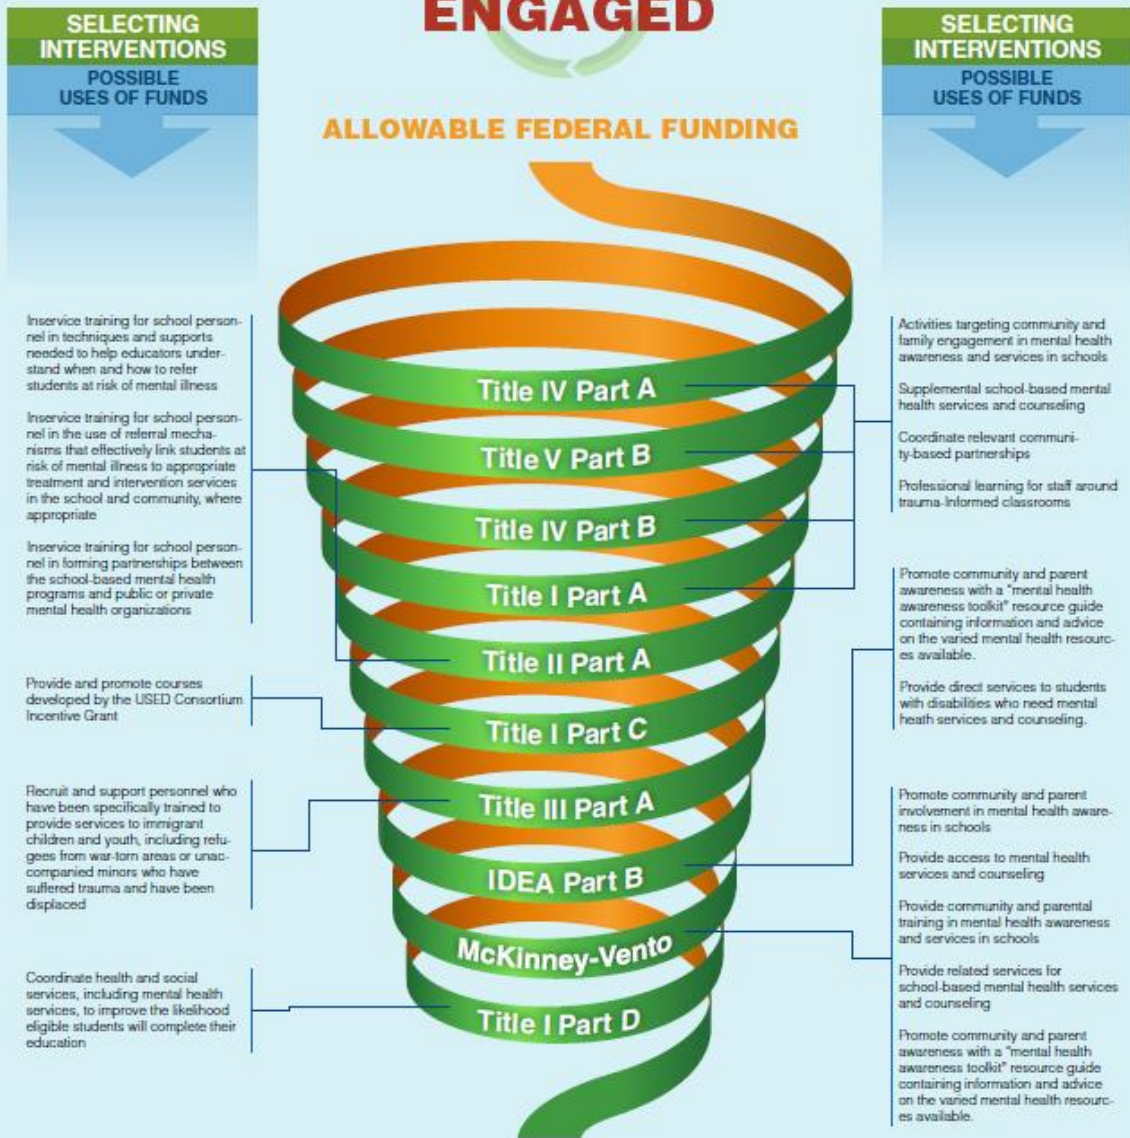 ENGAGED
SELECTING
INTERVENTIONS
POSSIBLE
USES OF FUNDS
Inservice training for school person-
nel in techniques and supports
needed to help educators under-
stand when and how to refer
students at risk of mental illness
Inservice training for school person-
nel in the use of referral mecha-
nisms that effectively link students at
risk of mental illness to appropriate
treatment and intervention services
in the school and community, where
appropriate
Inservice training for school person-
nel in forming partnerships between
the school-based mental health
programs and public or private
mental health organizations
Provide and promote courses
developed by the USED Consortium
Incentive Grant
Recruit and support personnel who
have been specifically trained to
provide services to immigrant
children and youth, including refu-
gees from war-torn areas or unac-
companied minors who have
suffered trauma and have been
displaced
Coordinate health and social
services, including mental health
services, to improve the likelihood
eligible students will complete their
education
ALLOWABLE FEDERAL FUNDING
Title IV Part A
Title V Part B
Title IV Part B
Title I Part A
Title II Part A
Title I Part C
Title III Part A
IDEA Part B
McKinney-Vento
Title I Part D
SELECTING
INTERVENTIONS
POSSIBLE
USES OF FUNDS
Activities targeting community and
family engagement in mental health
awareness and services in schools
Supplemental school-based mental
health services and counseling
Coordinate relevant communi-
ty-based partnerships
Professional learning for staff around
trauma-Informed classrooms
Promote community and parent
awareness with a "mental health
awareness toolkit" resource guide
containing information and advice
on the varied mental health resourc-
es available.
Provide direct services to students
with disabilities who need mental
heath services and counseling.
Promote community and parent
involvement in mental health aware-
ness in schools
Provide access to mental health
services and counseling
Provide community and parental
training in mental health awareness
and services in schools
Provide related services for
school-based mental health services
and counseling
Promote community and parent
awareness with a "mental health
awareness toolkit" resource guide
containing information and advice
on the varied mental health resourc-
es available.